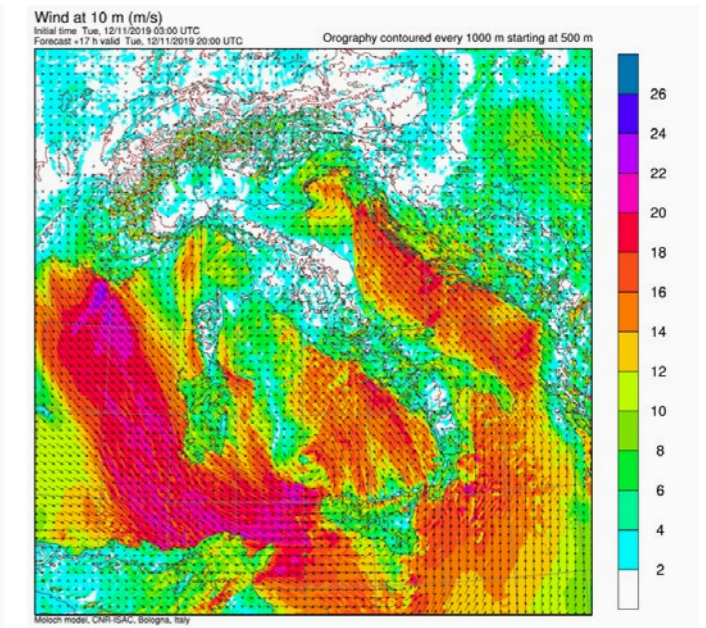 Wind at 10 m (m/s)
Initial time  Tue, 12/11/2019 03:00 UTC
Forecast +17 h valid  Tue, 12/11/2019 20:00 UTC
Orography contoured every 1000 m starting at 500 m
26
24
22
20
18
16
14
12
10
8
6
4
2
Moloch model, CNR-ISAC, Bologna, Italy